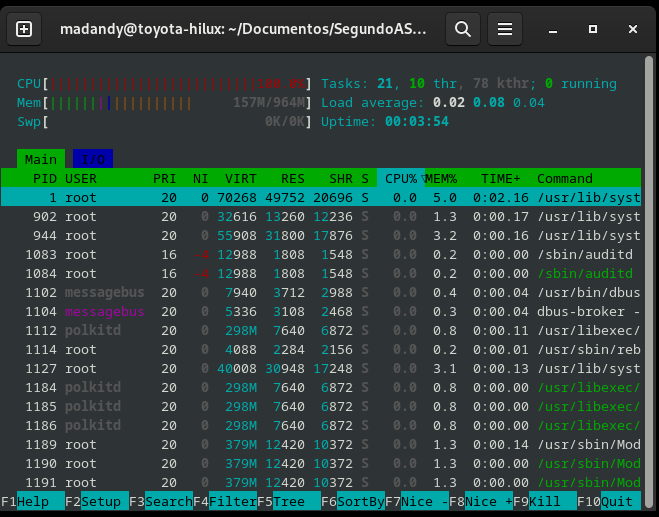 madandy@toyota-hilux: ~/Documentos/SegundoAS...
CPU[||||||||||||||||||||||||||| ] Tasks: 21, 10 thr, 78 kthr; 0 running
Mem[|||||||||||||||||| 157M/964M] Load average: 0.02 0.08 0.04
Swp[ 0K/0K] Uptime: 00:03:54
Main I/O
PID USER PRI NI VIRT RES SHR S CPU%▽MEM% TIME+ Command
1 root 20 0 70268 49752 20696 S 0.0 5.0 0:02.16 /usr/lib/syst
902 root 20 0 32616 13260 12236 S 0.0 1.3 0:00.17 /usr/lib/syst
944 root 20 0 55908 31800 17876 S 0.0 3.2 0:00.16 /usr/lib/syst
1083 root 16 -4 12988 1808 1548 S 0.0 0.2 0:00.00 /sbin/auditd
1084 root 16 -4 12988 1808 1548 S 0.0 0.2 0:00.00 /sbin/auditd
1102 messagebus 20 0 7940 3712 2988 S 0.0 0.4 0:00.04 /usr/bin/dbus
1104 messagebus 20 0 5336 3108 2468 S 0.0 0.3 0:00.04 dbus-broker -
1112 polkitd 20 0 298M 7640 6872 S 0.0 0.8 0:00.11 /usr/libexec/
1114 root 20 0 4088 2284 2156 S 0.0 0.2 0:00.01 /usr/sbin/reb
1127 root 20 0 40008 30948 17248 S 0.0 3.1 0:00.13 /usr/lib/syst
1184 polkitd 20 0 298M 7640 6872 S 0.0 0.8 0:00.00 /usr/libexec/
1185 polkitd 20 0 298M 7640 6872 S 0.0 0.8 0:00.00 /usr/libexec/
1186 polkitd 20 0 298M 7640 6872 S 0.0 0.8 0:00.00 /usr/libexec/
1189 root 20 0 379M 12420 10372 S 0.0 1.3 0:00.14 /usr/sbin/Mod
1190 root 20 0 379M 12420 10372 S 0.0 1.3 0:00.00 /usr/sbin/Mod
1191 root 20 0 379M 12420 10372 S 0.0 1.3 0:00.00 /usr/sbin/Mod
F1Help F2Setup F3SearchF4FilterF5Tree F6SortByF7Nice -F8Nice +F9Kill F10Quit